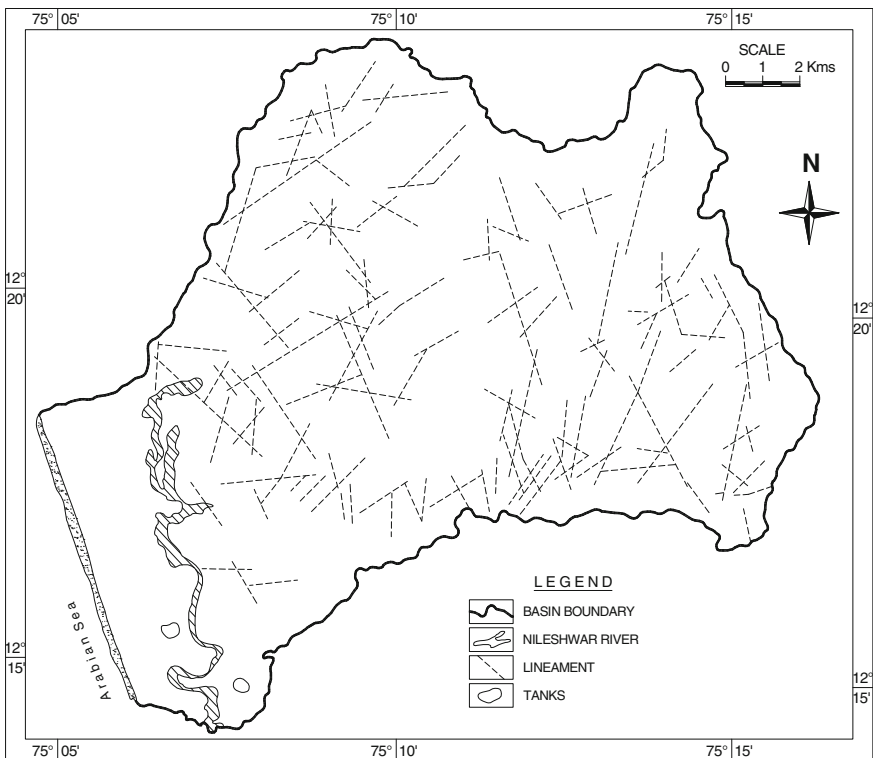 75° 05' 75° 10' 75° 15'
SCALE
0 1 2 Kms
N
12°
20'
12°
20'
Arabian Sea
LEGEND
BASIN BOUNDARY
NILESHWAR RIVER
LINEAMENT
TANKS
12°
15'
12°
15'
75° 05' 75° 10' 75° 15'